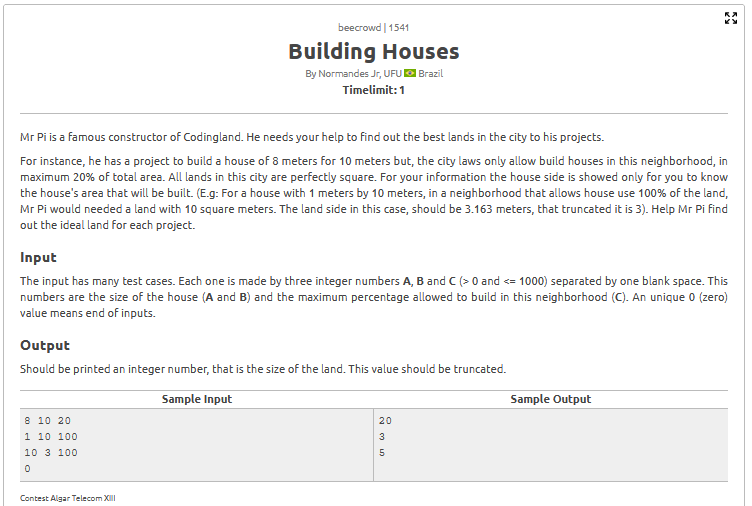 beecrowd | 1541
Building Houses
By Normandes Jr, UFU Brazil
Timelimit: 1
Mr Pi is a famous constructor of Codingland. He needs your help to find out the best lands in the city to his projects.
For instance, he has a project to build a house of 8 meters for 10 meters but, the city laws only allow build houses in this neighborhood, in
maximum 20% of total area. All lands in this city are perfectly square. For your information the house side is showed only for you to know
the house's area that will be built. (E.g: For a house with 1 meters by 10 meters, in a neighborhood that allows house use 100% of the land,
Mr Pi would needed a land with 10 square meters. The land side in this case, should be 3.163 meters, that truncated it is 3). Help Mr Pi find
out the ideal land for each project.
Input
The input has many test cases. Each one is made by three integer numbers A, B and C (> 0 and <= 1000) separated by one blank space. This
numbers are the size of the house (A and B) and the maximum percentage allowed to build in this neighborhood (C). An unique 0 (zero)
value means end of inputs.
Output
Should be printed an integer number, that is the size of the land. This value should be truncated.
Sample Input Sample Output
8 10 20 20
1 10 100 3
10 3 100 5
0
Contest Algar Telecom XIII